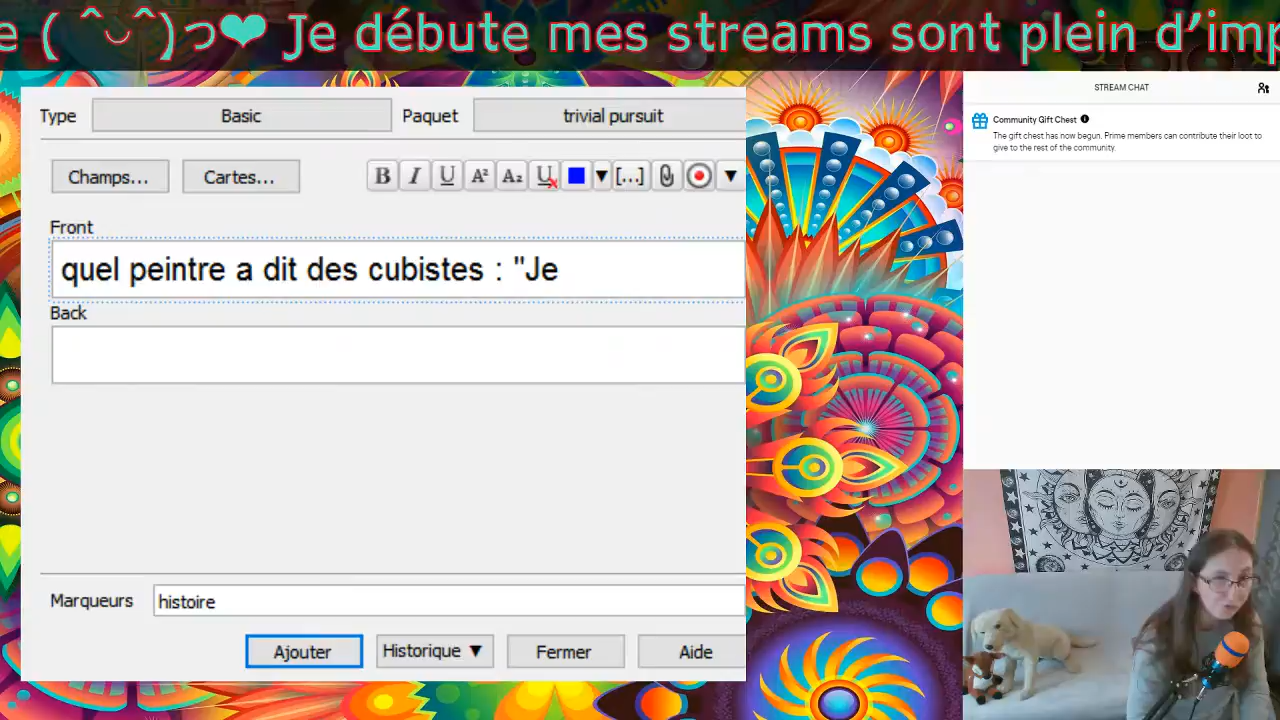 e ( ˆ◡ˆ)っ❤ Je débute mes streams sont plein d’imp
Type Basic Paquet trivial pursuit
Champs... Cartes... B I U A² A₂ U [...]
STREAM CHAT
Community Gift Chest
The gift chest has now begun. Prime members can contribute their loot to
give to the rest of the community.
Front
quel peintre a dit des cubistes : "Je
Back
Marqueurs histoire
Ajouter Historique ▼ Fermer Aide